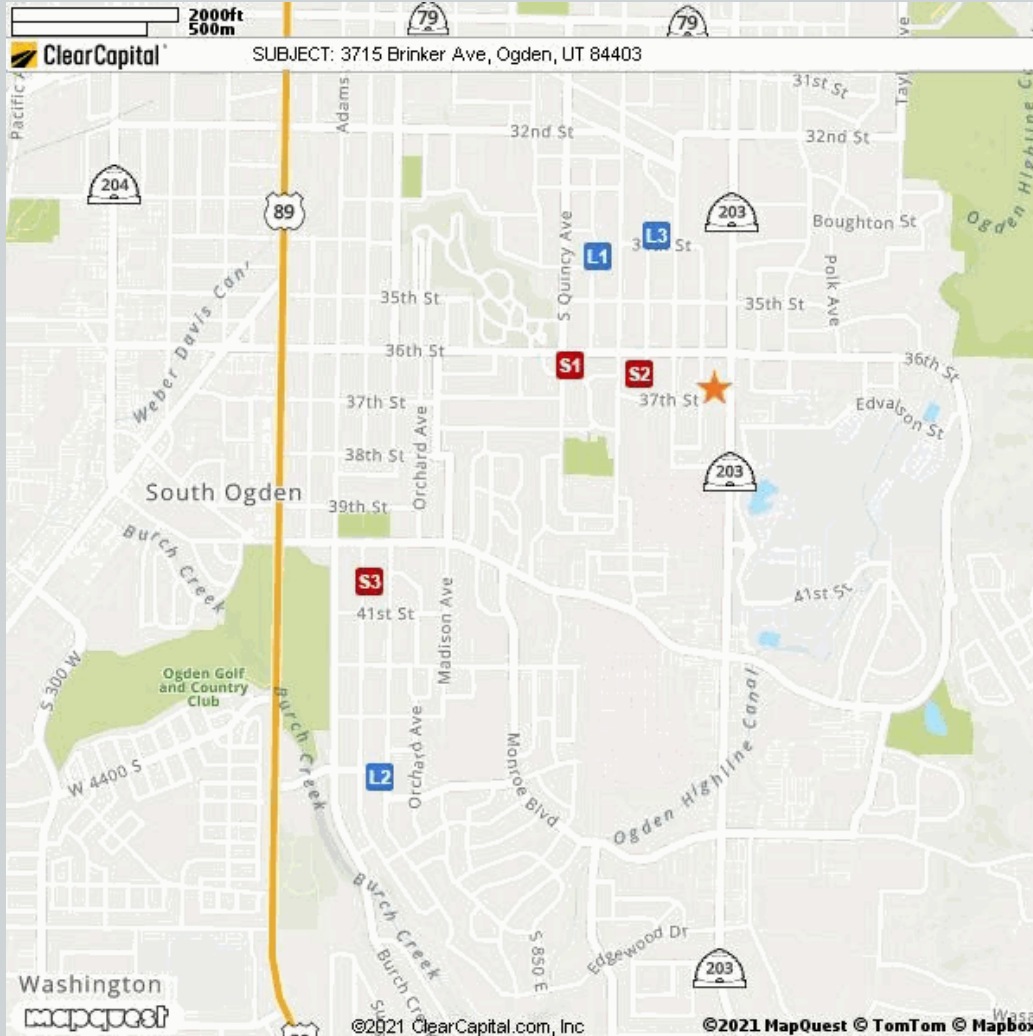 2000ft
500m
79
79
ClearCapital
SUBJECT: 3715 Brinker Ave, Ogden, UT 84403
Pacific
Adams
31st St
32nd St
32nd St
204
89
203
Boughton St
Ogden Highline
S Quincy Ave
L1
L3
St
Polk Ave
Weber Davis Can
35th St
35th St
36th St
36th St
S1
S2
37th St
37th St
Edvalson St
Orchard Ave
38th St
203
South Ogden
39th St
Burch Creek
S3
41st St
41st St
Madison Ave
S 300 W
Ogden Golf
and Country
Club
Burch Creek
Orchard Ave
Monroe Blvd
Ogden Highline Canal
W 4400 S
L2
Burch Creek
S 850 E
Edgewood Dr
203
Burch
Washington
mapquest
©2021 ClearCapital.com, Inc
©2021 MapQuest © TomTom © Mapbox